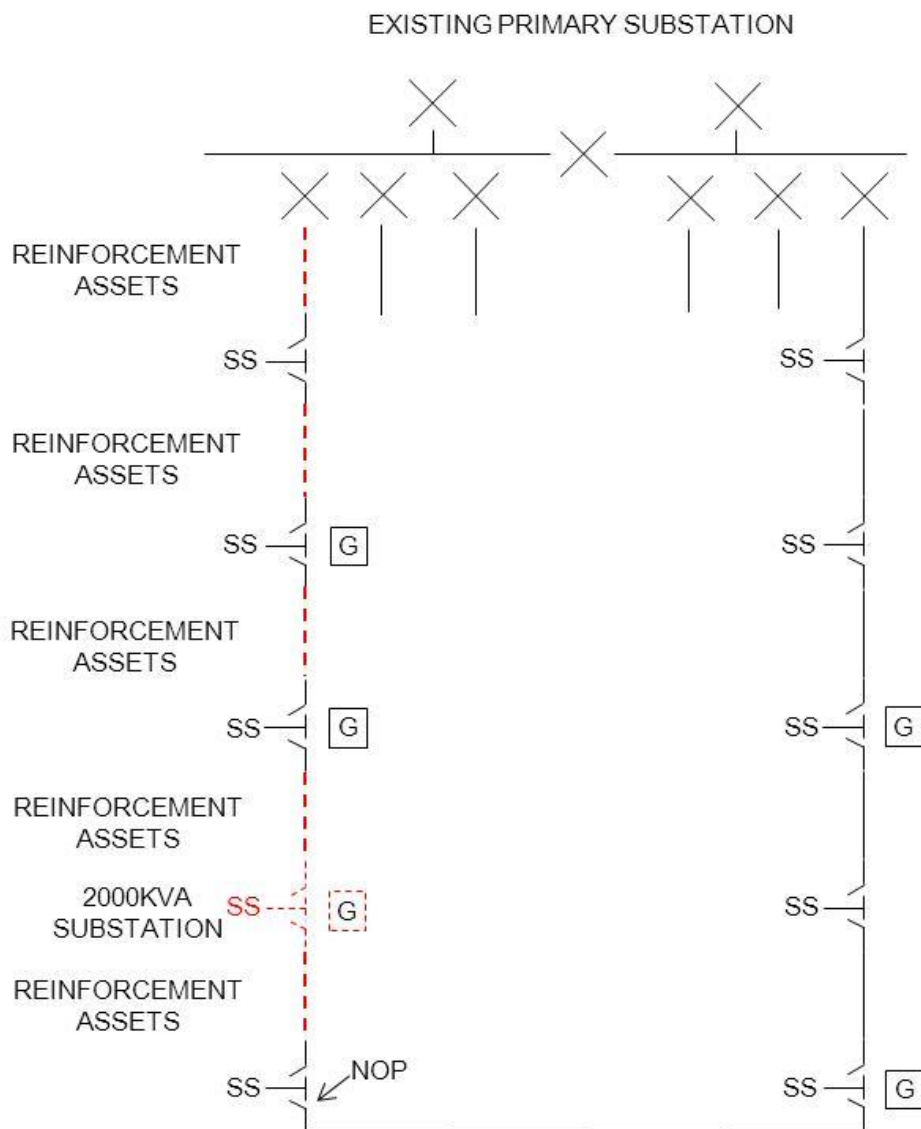 EXISTING PRIMARY SUBSTATION
REINFORCEMENT
ASSETS
SS
SS
REINFORCEMENT
ASSETS
SS
G
SS
REINFORCEMENT
ASSETS
SS
G
SS
G
REINFORCEMENT
ASSETS
2000KVA
SUBSTATION
SS
G
SS
REINFORCEMENT
ASSETS
NOP
SS
SS
G